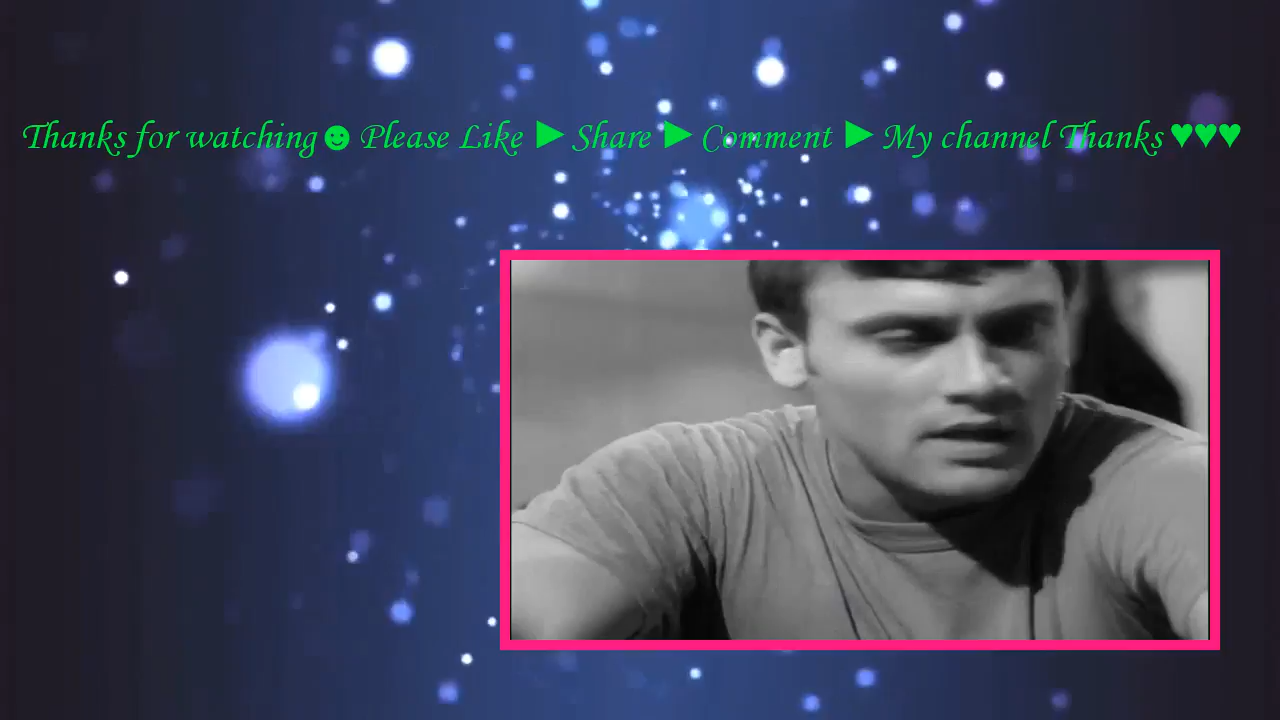 Thanks for watching☻Please Like ►Share ►Comment ►My channel Thanks ♥♥♥